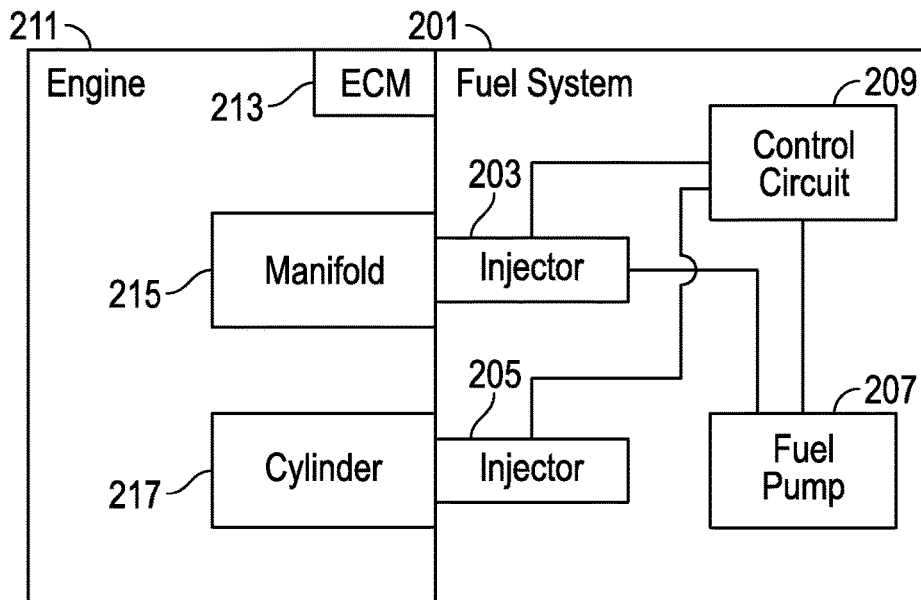 211
201
Engine
213
ECM
Fuel System
209
Control
Circuit
203
215
Manifold
Injector
205
207
217
Cylinder
Injector
Fuel
Pump